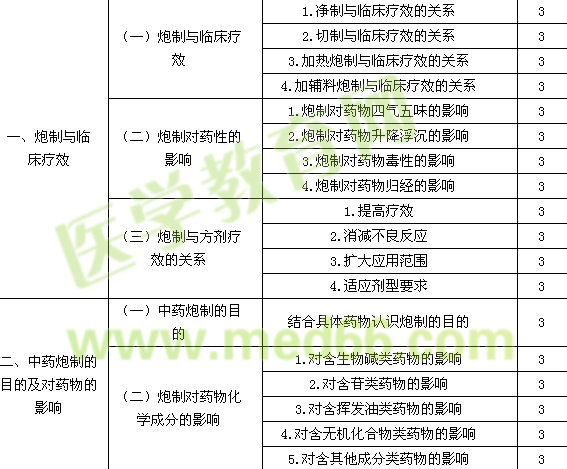 1.净制与临床疗效的关系 3
（一）炮制与临床疗
效
2.切制与临床疗效的关系 3
3.加热炮制与临床疗效的关系 3
4.加辅料炮制与临床疗效的关系 3
一、炮制与临
床疗效
（二）炮制对药性的
影响
1.炮制对药物四气五味的影响 3
2.炮制对药物升降浮沉的影响 3
3.炮制对药物毒性的影响 3
4.炮制对药物归经的影响 3
（三）炮制与方剂疗
效的关系
1.提高疗效 3
2.消减不良反应 3
3.扩大应用范围 3
4.适应剂型要求 3
二、中药炮制的
目的及对药物的
影响
（一）中药炮制的目
的
结合具体药物认识炮制的目的 3
（二）炮制对药物化
学成分的影响
1.对含生物碱类药物的影响 3
2.对含苷类药物的影响 3
3.对含挥发油类药物的影响 3
4.对含无机化合物类药物的影响 3
5.对含其他成分类药物的影响 3
医学教育网
www.med66.com